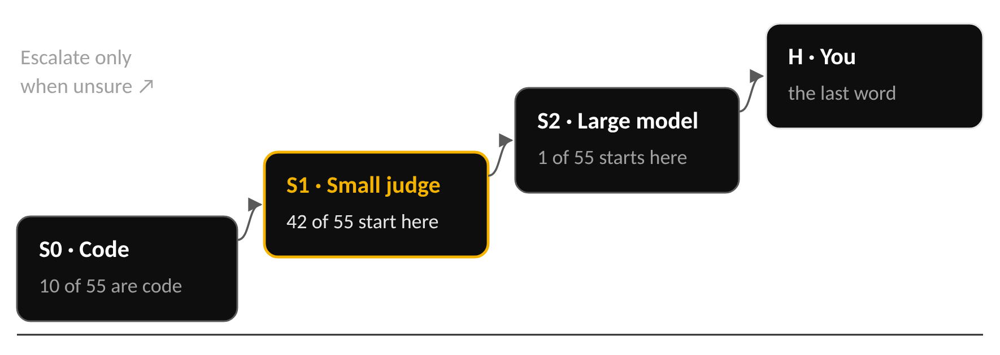 Escalate only
when unsure ↗
S0 · Code
10 of 55 are code
S1 · Small judge
42 of 55 start here
S2 · Large model
1 of 55 starts here
H · You
the last word